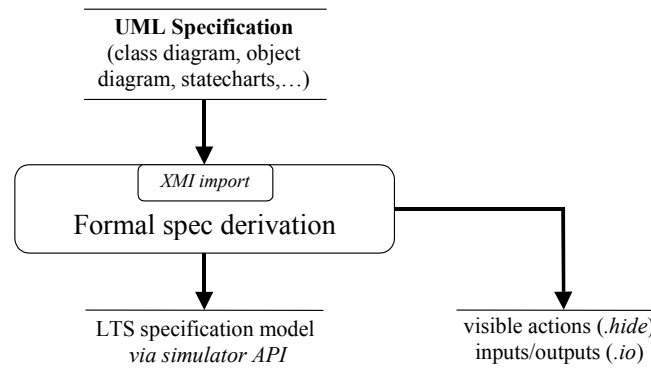 UML Specification
(class diagram, object
diagram, statecharts,…)
XMI import
Formal spec derivation
LTS specification model
via simulator API
visible actions (.hide)
inputs/outputs (.io)